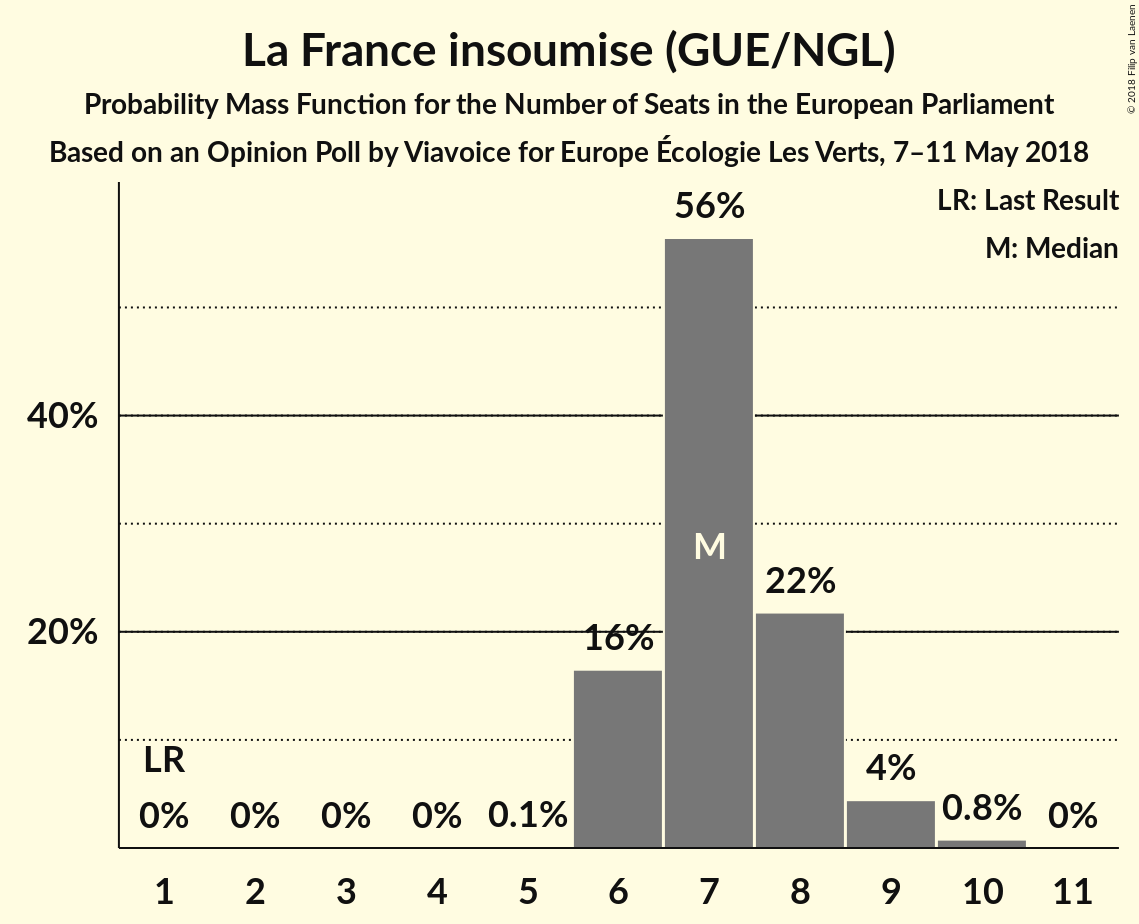 La France insoumise (GUE/NGL)
Probability Mass Function for the Number of Seats in the European Parliament
Based on an Opinion Poll by Viavoice for Europe Écologie Les Verts, 7–11 May 2018
© 2018 Filip van Laenen
LR: Last Result
M: Median
56%
40%
M
22%
20%
16%
LR
4%
0% 0% 0% 0% 0.1% 0.8% 0%
1 2 3 4 5 6 7 8 9 10 11